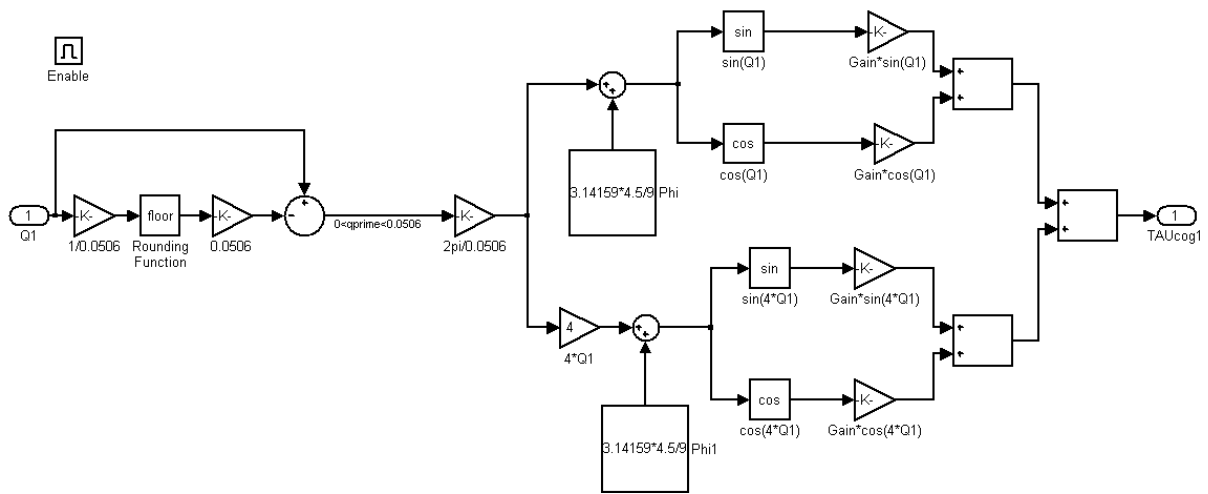 Enable
1
Q1
-K-
1/0.0506
floor
Rounding
Function
-K-
0.0506
0<qprime<0.0506
-K-
2pi/0.0506
3.14159*4.5/9
Phi
sin
sin(Q1)
-K-
Gain*sin(Q1)
cos
cos(Q1)
-K-
Gain*cos(Q1)
4
4*Q1
3.14159*4.5/9
Phi1
sin
sin(4*Q1)
-K-
Gain*sin(4*Q1)
cos
cos(4*Q1)
-K-
Gain*cos(4*Q1)
1
TAUcog1